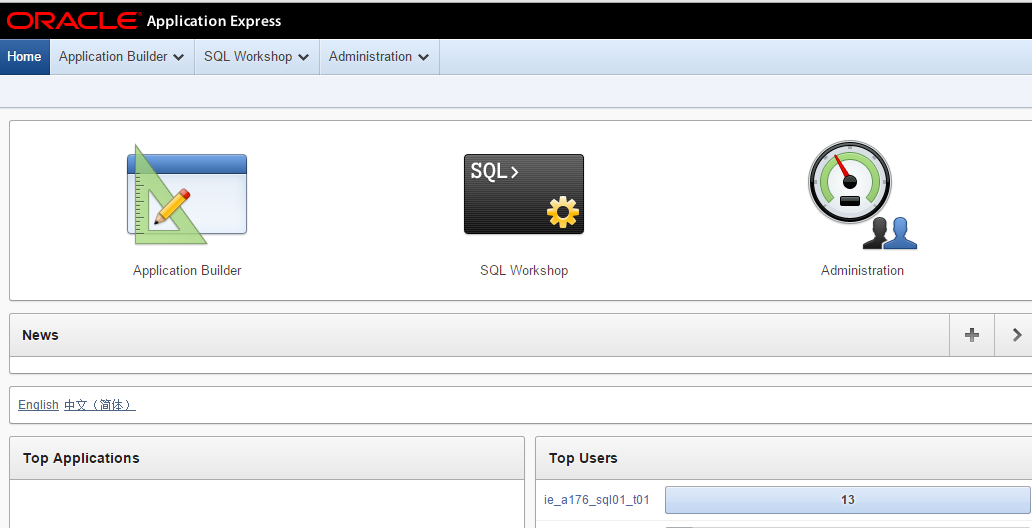 ORACLE Application Express
Home Application Builder SQL Workshop Administration
SQL>
Application Builder SQL Workshop Administration
News
English 中文（简体）
Top Applications Top Users
ie_a176_sql01_t01 13